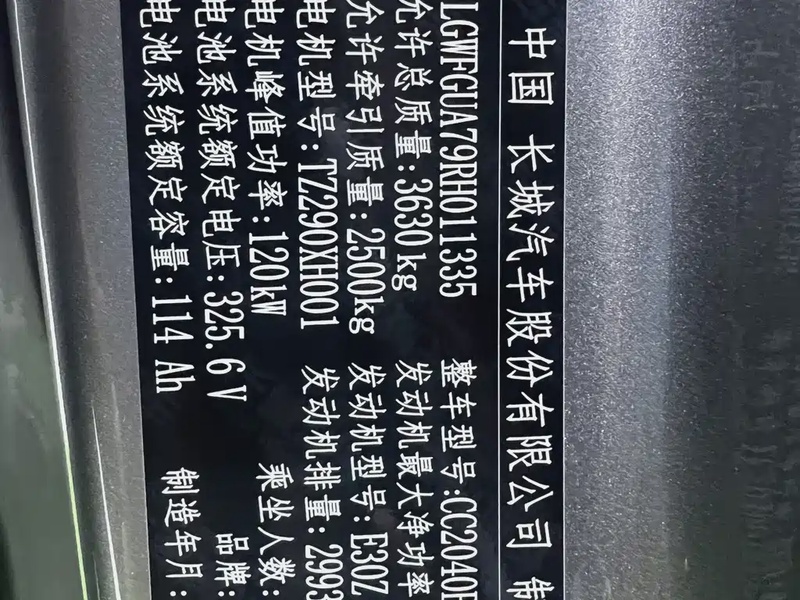 中国 长城汽车股份有限公司 制
LGWFGUA79RH011335 整车型号:CC2040
允许总质量:3630kg 发动机最大净功率
允许牵引质量:2500kg 发动机型号:E30Z
电机型号:TZ290XH001 发动机排量:2993
电机峰值功率:120kW 乘坐人数:
电池系统额定电压:325.6V 品牌:
电池系统额定容量:114 Ah 制造年月: